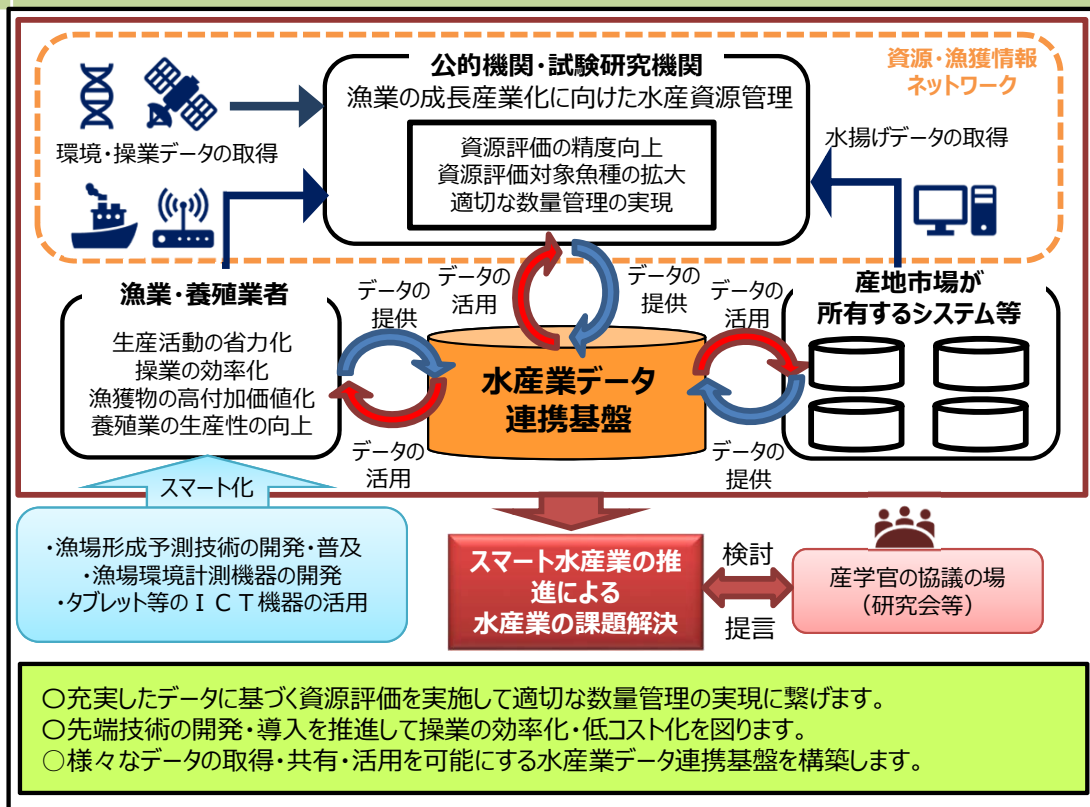 資源・漁獲情報
ネットワーク
公的機関・試験研究機関
漁業の成長産業化に向けた水産資源管理
資源評価の精度向上
資源評価対象魚種の拡大
適切な数量管理の実現
環境・操業データの取得
水揚げデータの取得
漁業・養殖業者
生産活動の省力化
操業の効率化
漁獲物の高付加価値化
養殖業の生産性の向上
データの
提供
データの
活用
データの
活用
データの
提供
データの
活用
データの
提供
水産業データ
連携基盤
産地市場が
所有するシステム等
スマート化
・漁場形成予測技術の開発・普及
・漁場環境計測機器の開発
・タブレット等のＩＣＴ機器の活用
スマート水産業の推
進による
水産業の課題解決
検討
提言
産学官の協議の場
（研究会等）
〇充実したデータに基づく資源評価を実施して適切な数量管理の実現に繋げます。
〇先端技術の開発・導入を推進して操業の効率化・低コスト化を図ります。
○様々なデータの取得・共有・活用を可能にする水産業データ連携基盤を構築します。